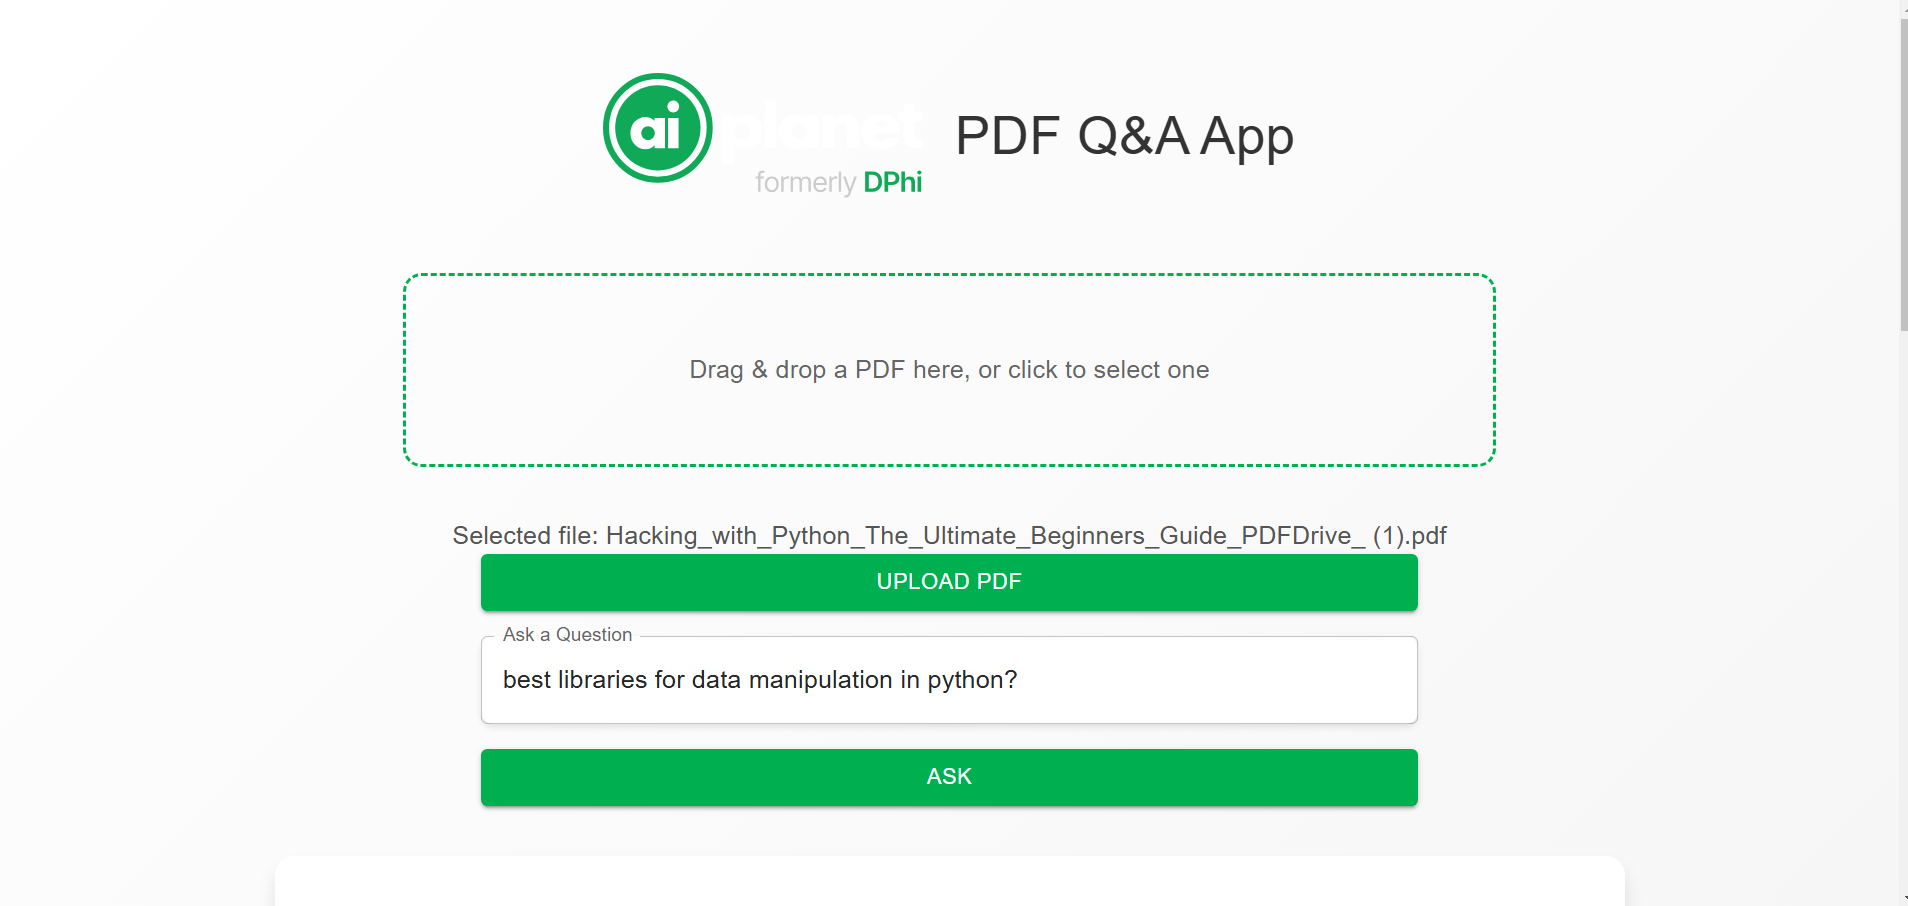 ai planet
PDF Q&A App
formerly DPhi
Drag & drop a PDF here, or click to select one
Selected file: Hacking_with_Python_The_Ultimate_Beginners_Guide_PDFDrive_ (1).pdf
UPLOAD PDF
Ask a Question
best libraries for data manipulation in python?
ASK